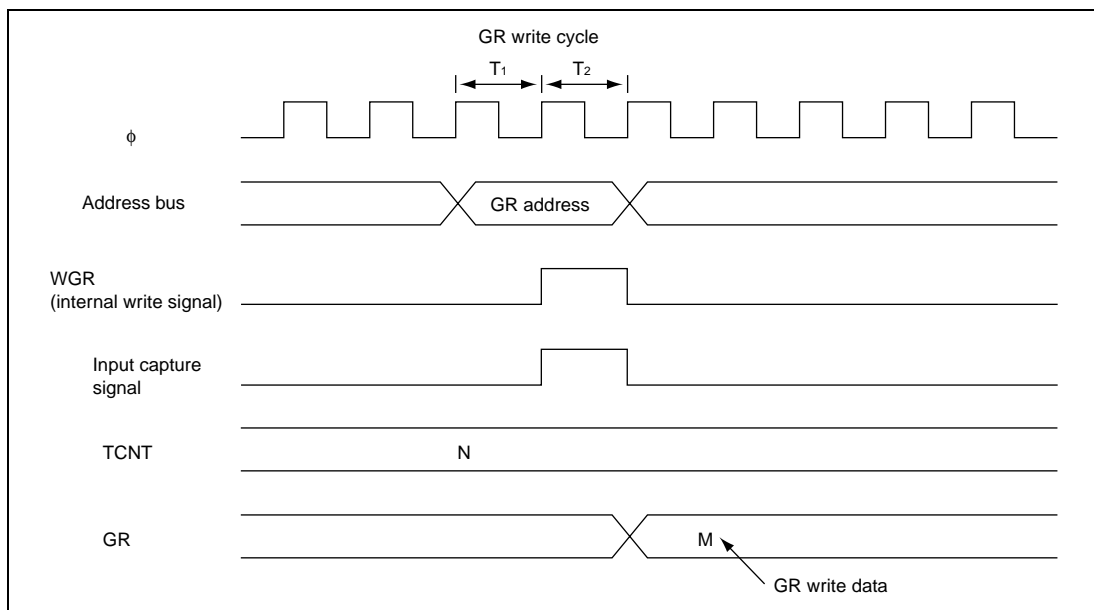 GR write cycle
T1 T2
ϕ
Address bus
GR address
WGR
(internal write signal)
Input capture
signal
TCNT
N
GR
M
GR write data